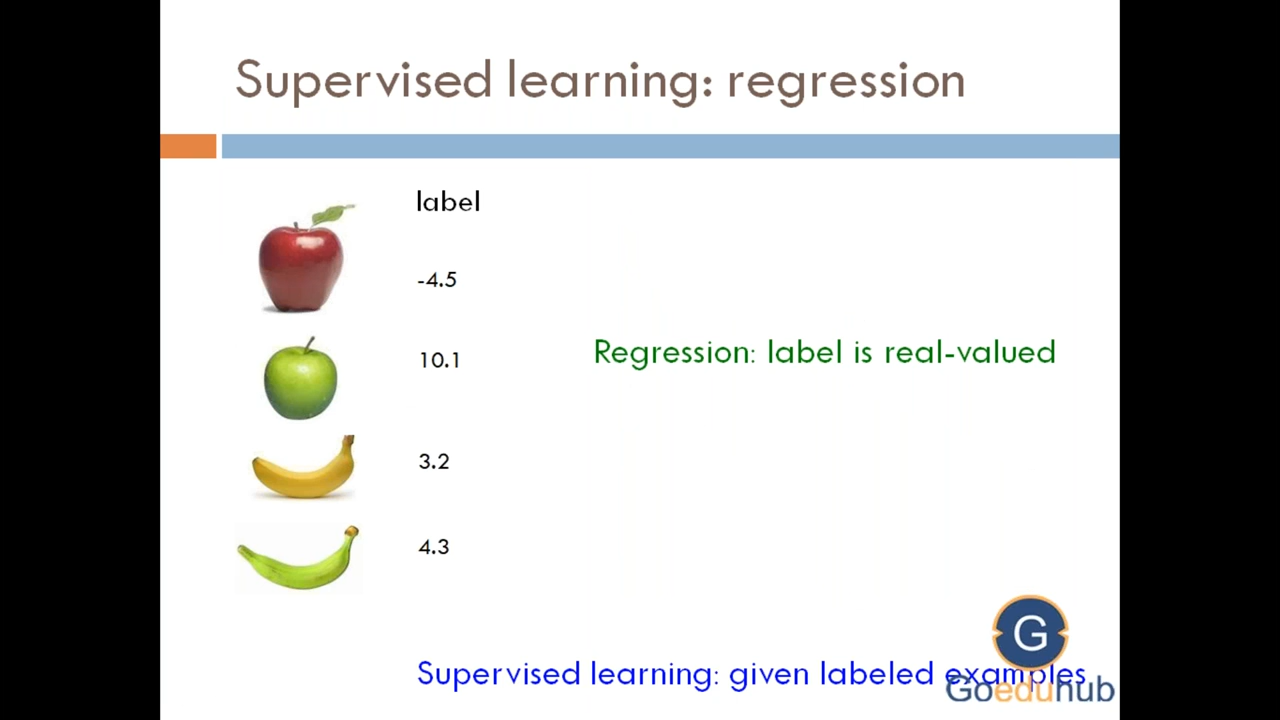 Supervised learning: regression
label
-4.5
10.1
Regression: label is real-valued
3.2
4.3
G
Supervised learning: given labeled examples
Goeduhub